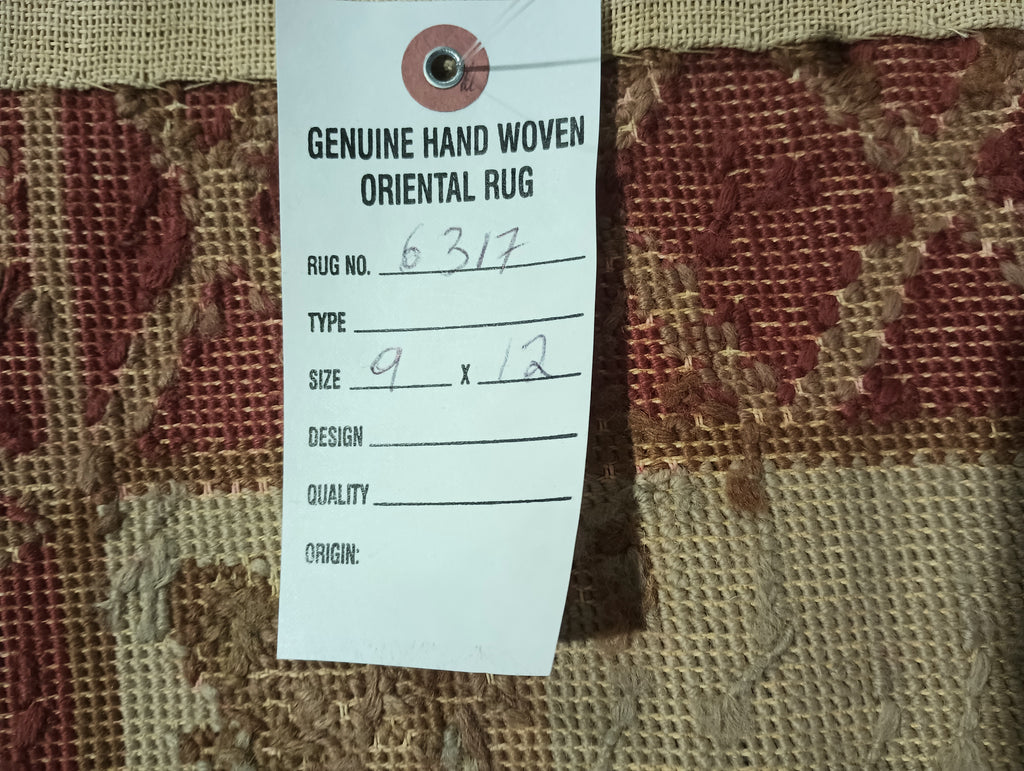 GENUINE HAND WOVEN
ORIENTAL RUG
RUG NO. 6317
TYPE
SIZE 9 X 12
DESIGN
QUALITY
ORIGIN: